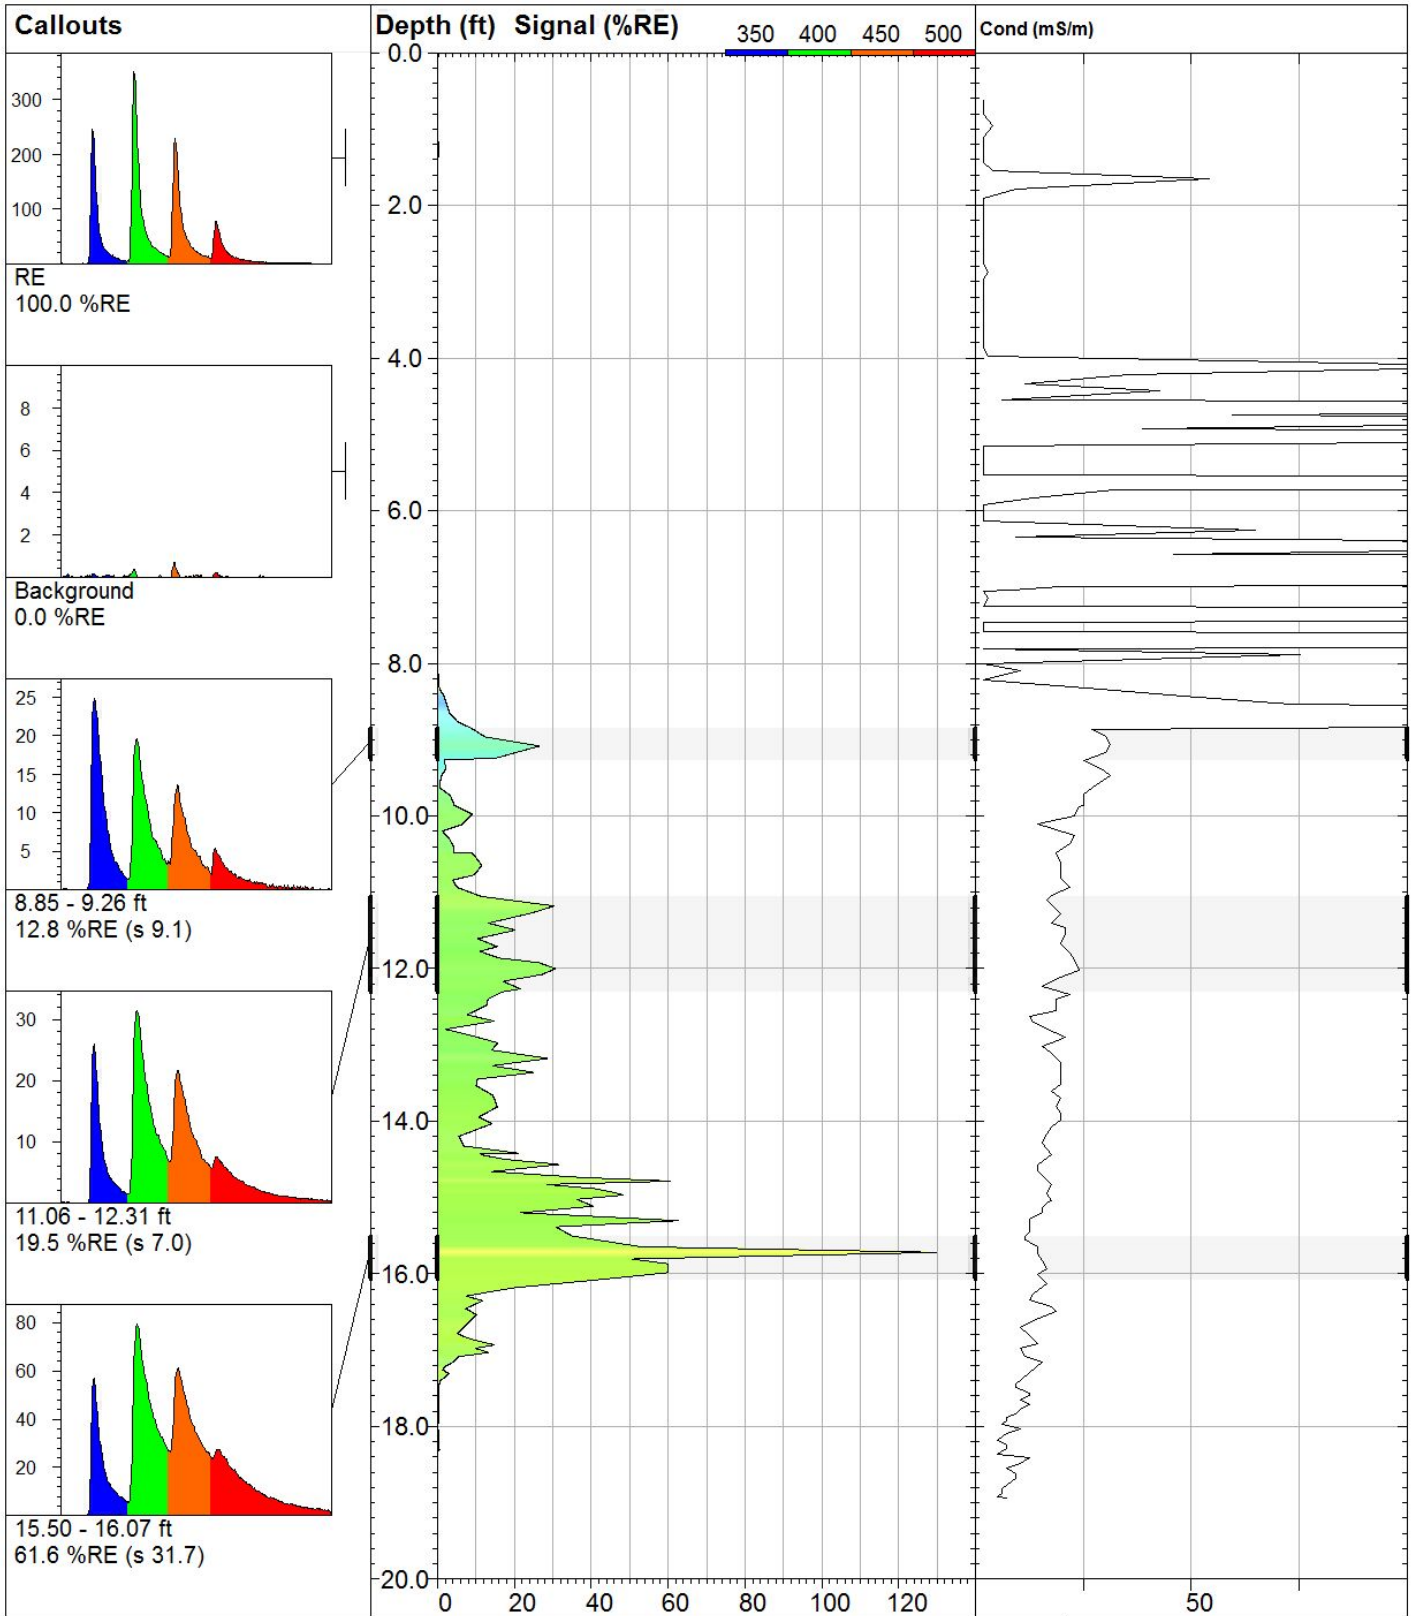 Callouts
Depth (ft) Signal (%RE)
350 400 450 500
Cond (mS/m)
300
200
100
RE
100.0 %RE
8
6
4
2
Background
0.0 %RE
25
20
15
10
5
8.85 - 9.26 ft
12.8 %RE (s 9.1)
30
20
10
11.06 - 12.31 ft
19.5 %RE (s 7.0)
80
60
40
20
15.50 - 16.07 ft
61.6 %RE (s 31.7)
0.0
2.0
4.0
6.0
8.0
10.0
12.0
14.0
16.0
18.0
20.0
0 20 40 60 80 100 120
50